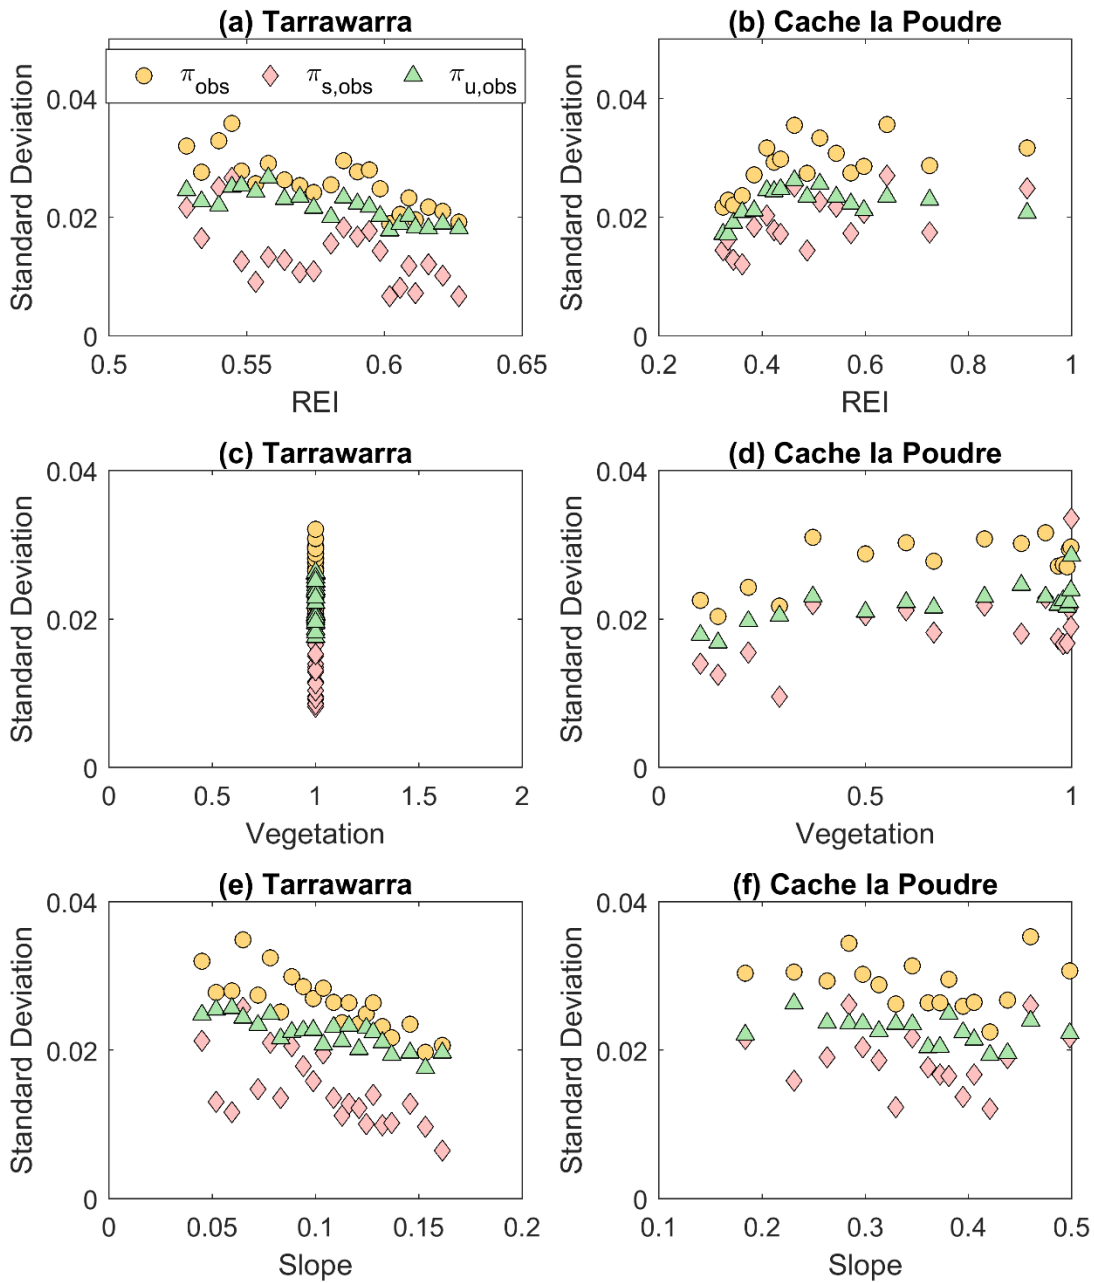 (a) Tarrawarra
π_obs π_s,obs π_u,obs
Standard Deviation
0.04
0.02
0
0.5 0.55 0.6 0.65
REI
(b) Cache la Poudre
Standard Deviation
0.04
0.02
0
0.2 0.4 0.6 0.8 1
REI
(c) Tarrawarra
Standard Deviation
0.04
0.02
0
0 0.5 1 1.5 2
Vegetation
(d) Cache la Poudre
Standard Deviation
0.04
0.02
0
0 0.5 1
Vegetation
(e) Tarrawarra
Standard Deviation
0.04
0.02
0
0 0.05 0.1 0.15 0.2
Slope
(f) Cache la Poudre
Standard Deviation
0.04
0.02
0
0.1 0.2 0.3 0.4 0.5
Slope